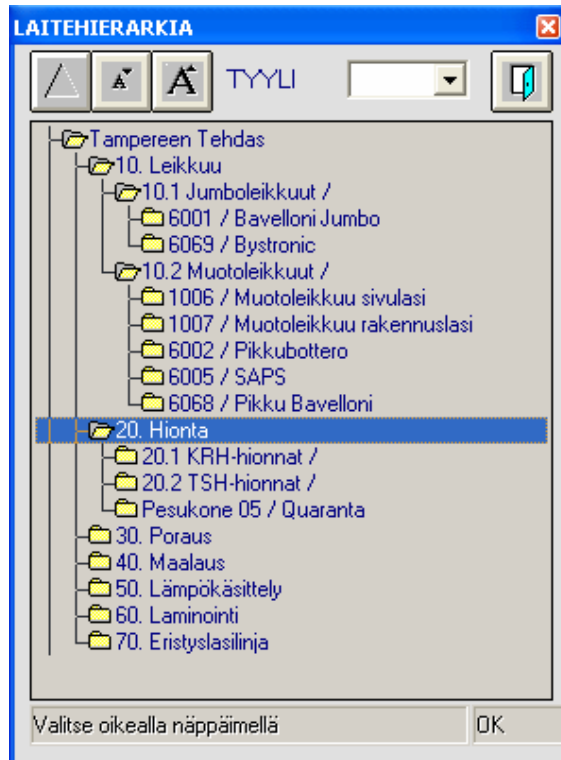 LAITEHIERARKIA
A A TYYLI
Tampereen Tehdas
10. Leikkuu
10.1 Jumboleikkuut /
6001 / Bavelloni Jumbo
6069 / Bystronic
10.2 Muotoleikkuut /
1006 / Muotoleikkuu sivulasi
1007 / Muotoleikkuu rakennuslasi
6002 / Pikkubottero
6005 / SAPS
6068 / Pikku Bavelloni
20. Hionta
20.1 KRH-hionnat /
20.2 TSH-hionnat /
Pesukone 05 / Quaranta
30. Poraus
40. Maalaus
50. Lämpökäsittely
60. Laminointi
70. Eristyslasilinja
Valitse oikealla näppäimellä OK